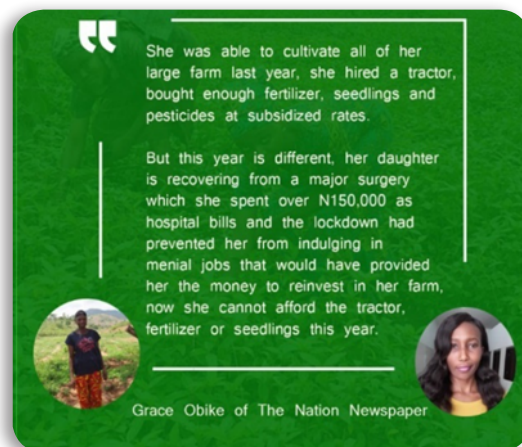 She was able to cultivate all of her
large farm last year, she hired a tractor,
bought enough fertilizer, seedlings and
pesticides at subsidized rates.
But this year is different, her daughter
is recovering from a major surgery
which she spent over N150,000 as
hospital bills and the lockdown had
prevented her from indulging in
menial jobs that would have provided
her the money to reinvest in her farm,
now she cannot afford the tractor,
fertilizer or seedlings this year.
Grace Obike of The Nation Newspaper